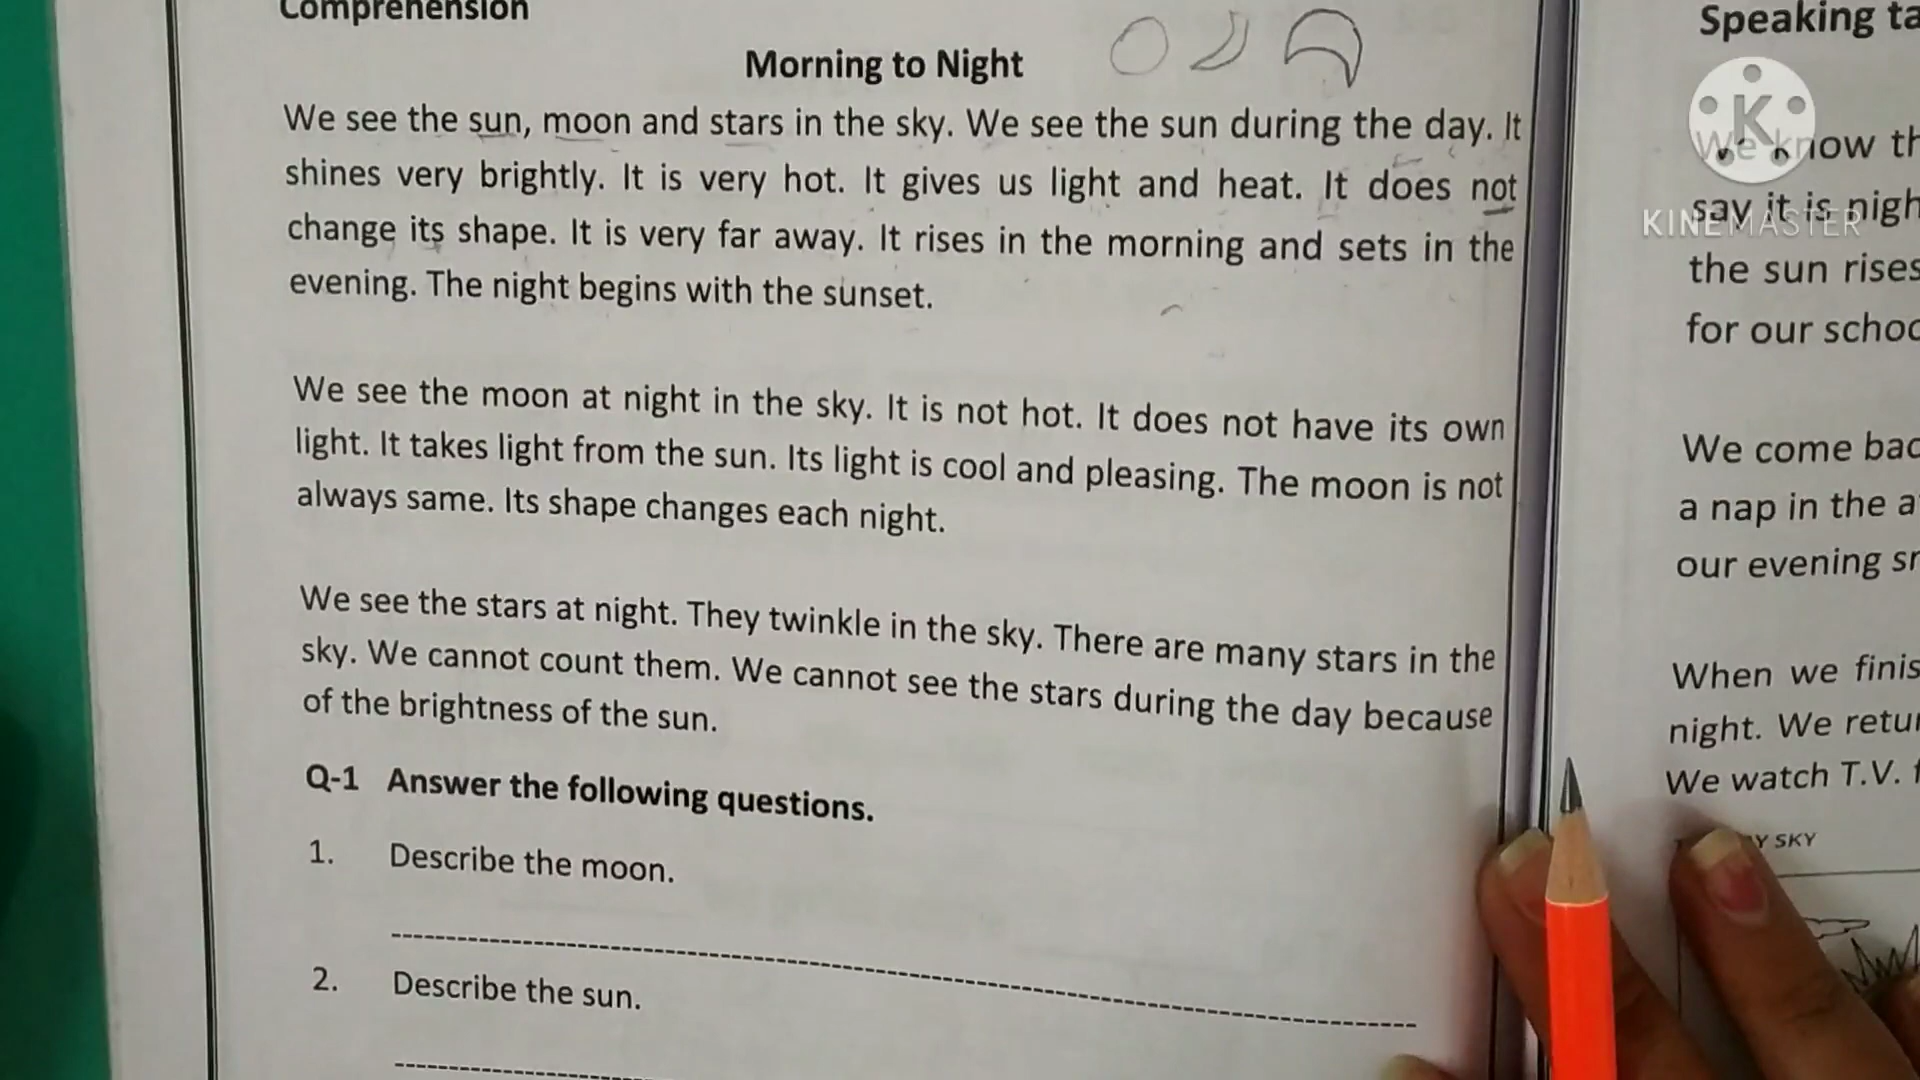 Comprehension
Morning to Night
We see the sun, moon and stars in the sky. We see the sun during the day. It
shines very brightly. It is very hot. It gives us light and heat. It does not
change its shape. It is very far away. It rises in the morning and sets in the
evening. The night begins with the sunset.
We see the moon at night in the sky. It is not hot. It does not have its own
light. It takes light from the sun. Its light is cool and pleasing. The moon is not
always same. Its shape changes each night.
We see the stars at night. They twinkle in the sky. There are many stars in the
sky. We cannot count them. We cannot see the stars during the day because
of the brightness of the sun.
Q-1 Answer the following questions.
1. Describe the moon.
2. Describe the sun.
Speaking
K
We know
say it is
the sun rises
for our
We come
a nap in the
our evening
When we
night. We
We watch T.V.
SKY
KINEMASTER